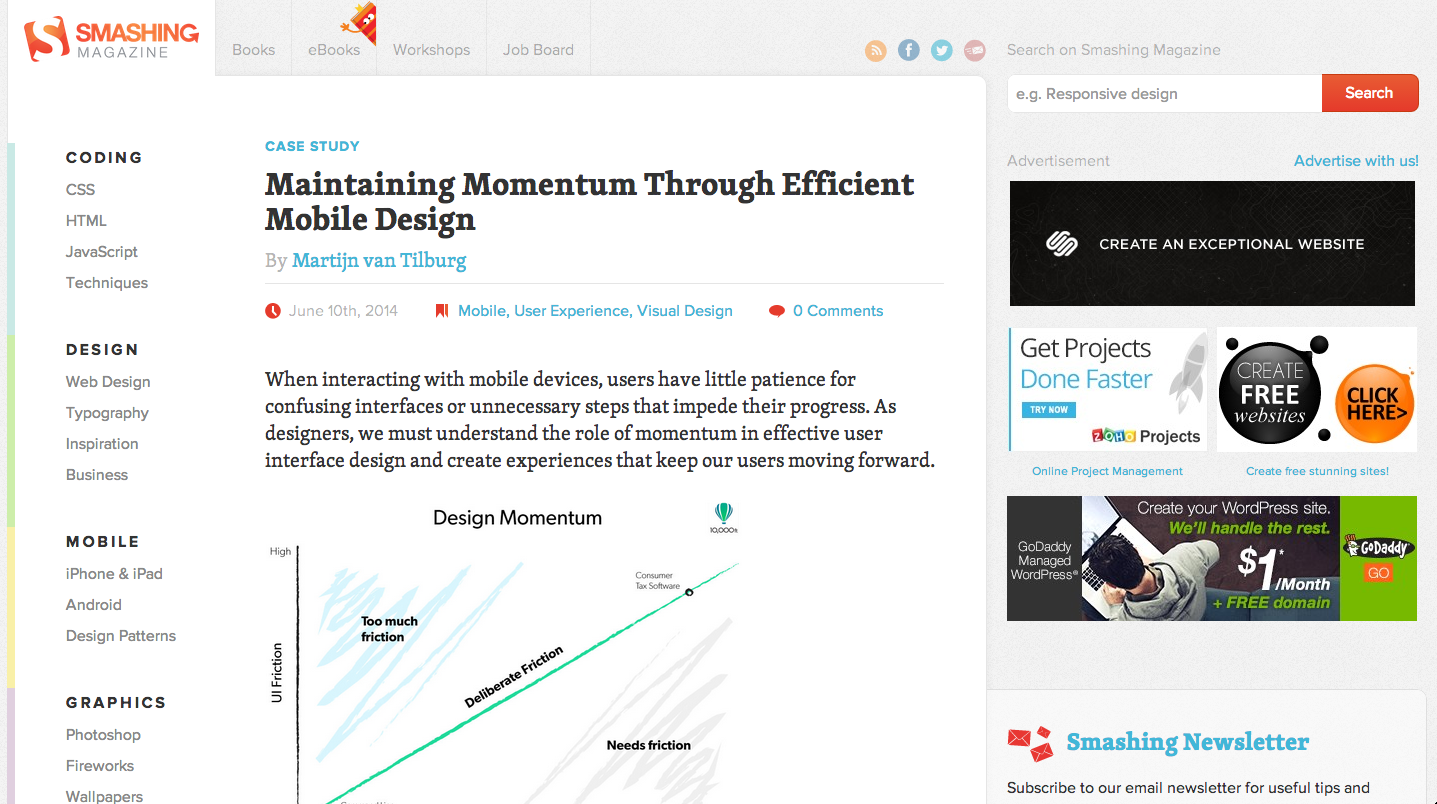 SMASHING
MAGAZINE
Books
eBooks
Workshops
Job Board
Search on Smashing Magazine
e.g. Responsive design
Search
CODING
CSS
HTML
JavaScript
Techniques
DESIGN
Web Design
Typography
Inspiration
Business
MOBILE
iPhone & iPad
Android
Design Patterns
GRAPHICS
Photoshop
Fireworks
Wallpapers
CASE STUDY
Maintaining Momentum Through Efficient
Mobile Design
By Martijn van Tilburg
June 10th, 2014
Mobile, User Experience, Visual Design
0 Comments
When interacting with mobile devices, users have little patience for
confusing interfaces or unnecessary steps that impede their progress. As
designers, we must understand the role of momentum in effective user
interface design and create experiences that keep our users moving forward.
Design Momentum
10,000ft
High
UI Friction
Too much
friction
Deliberate Friction
Consumer
Tax Software
Needs friction
Advertisement
Advertise with us!
CREATE AN EXCEPTIONAL WEBSITE
Get Projects
Done Faster
TRY NOW
ZOHO Projects
Online Project Management
CREATE
FREE
websites
CLICK
HERE>
Create free stunning sites!
GoDaddy
Managed
WordPress®
Create your WordPress site.
We'll handle the rest.
$1*
/Month
+ FREE domain
GoDaddy
GO
Smashing Newsletter
Subscribe to our email newsletter for useful tips and